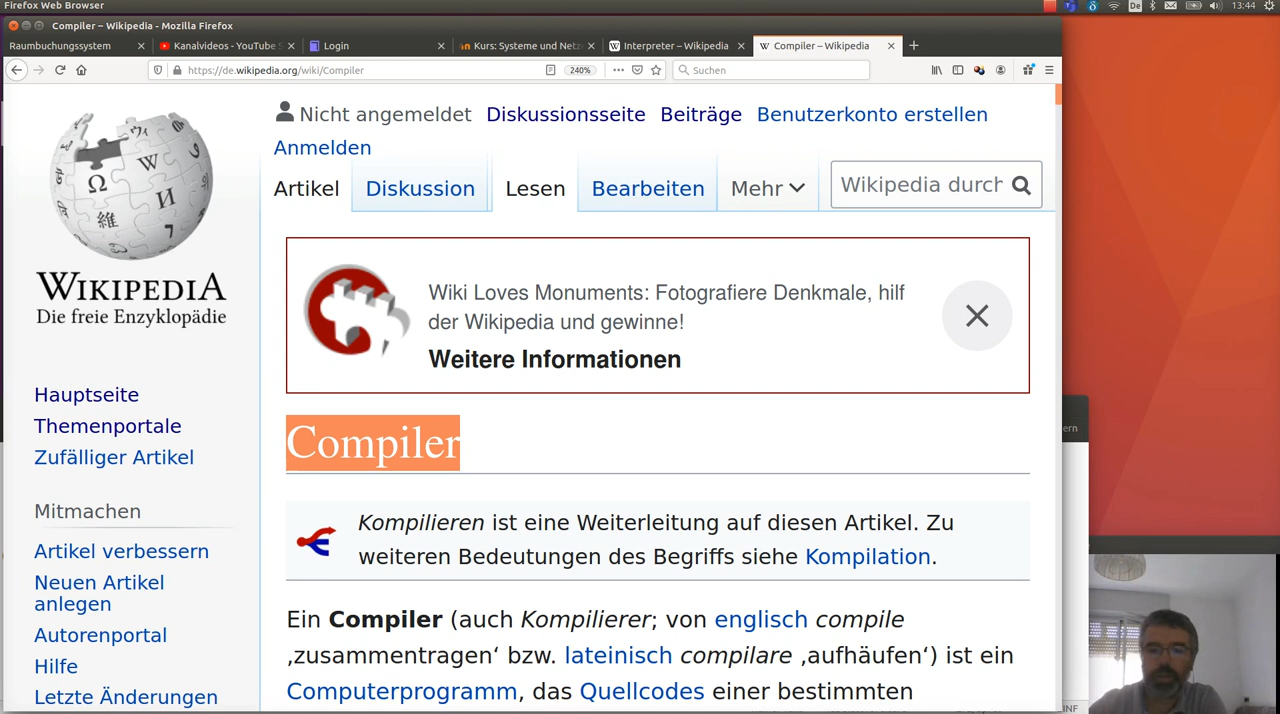 Firefox Web Browser
De
13:44
Compiler – Wikipedia - Mozilla Firefox
Raumbuchungssystem
Kanalvideos - YouTube S
Login
Kurs: Systeme und Netz
Interpreter – Wikipedia
Compiler – Wikipedia
https://de.wikipedia.org/wiki/Compiler
240%
Suchen
Nicht angemeldet Diskussionsseite Beiträge Benutzerkonto erstellen
Anmelden
Artikel Diskussion Lesen Bearbeiten Mehr
Wikipedia durch
WIKIPEDIA
Die freie Enzyklopädie
Wiki Loves Monuments: Fotografiere Denkmale, hilf
der Wikipedia und gewinne!
Weitere Informationen
Hauptseite
Themenportale
Zufälliger Artikel
Mitmachen
Artikel verbessern
Neuen Artikel
anlegen
Autorenportal
Hilfe
Letzte Änderungen
Compiler
Kompilieren ist eine Weiterleitung auf diesen Artikel. Zu
weiteren Bedeutungen des Begriffs siehe Kompilation.
Ein Compiler (auch Kompilierer; von englisch compile
‚zusammentragen‘ bzw. lateinisch compilare ‚aufhäufen‘) ist ein
Computerprogramm, das Quellcodes einer bestimmten
ern
INF